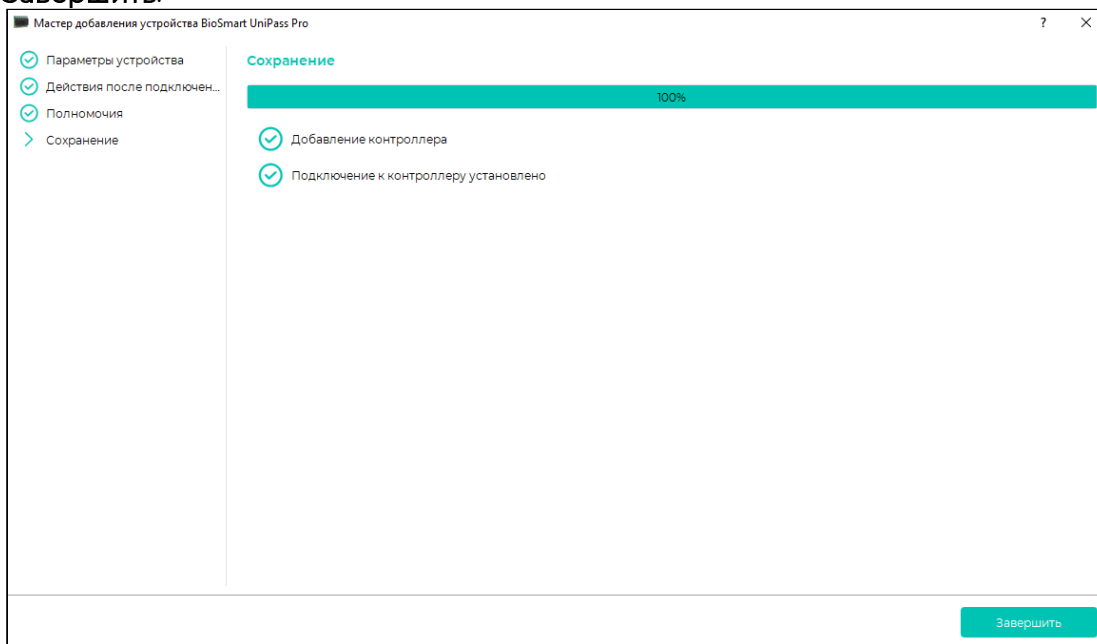 Завершить.
Мастер добавления устройства BioSmart UniPass Pro
?
Параметры устройства
Действия после подключен...
Полномочия
Сохранение
Сохранение
100%
Добавление контроллера
Подключение к контроллеру установлено
Завершить